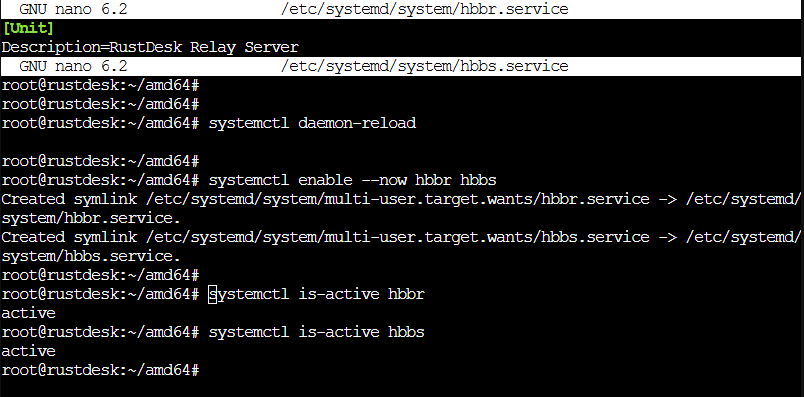 GNU nano 6.2 /etc/systemd/system/hbbr.service
[Unit]
Description=RustDesk Relay Server
GNU nano 6.2 /etc/systemd/system/hbbs.service
root@rustdesk:~/amd64#
root@rustdesk:~/amd64#
root@rustdesk:~/amd64# systemctl daemon-reload
root@rustdesk:~/amd64#
root@rustdesk:~/amd64# systemctl enable --now hbbr hbbs
Created symlink /etc/systemd/system/multi-user.target.wants/hbbr.service -> /etc/systemd/
system/hbbr.service.
Created symlink /etc/systemd/system/multi-user.target.wants/hbbs.service -> /etc/systemd/
system/hbbs.service.
root@rustdesk:~/amd64#
root@rustdesk:~/amd64# systemctl is-active hbbr
active
root@rustdesk:~/amd64# systemctl is-active hbbs
active
root@rustdesk:~/amd64#